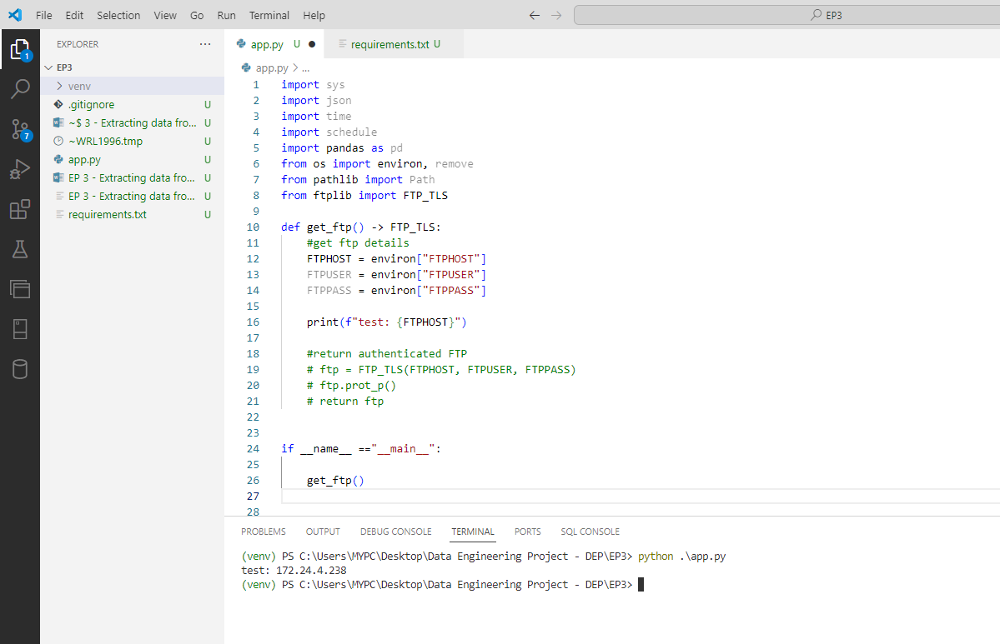 File Edit Selection View Go Run Terminal Help
EP3
EXPLORER ...
EP3
venv
.gitignore U
~$ 3 - Extracting data fro... U
~WRL1996.tmp U
app.py U
EP 3 - Extracting data fro... U
EP 3 - Extracting data fro... U
requirements.txt U
1
7
app.py U
requirements.txt U
app.py > ...
1 import sys
2 import json
3 import time
4 import schedule
5 import pandas as pd
6 from os import environ, remove
7 from pathlib import Path
8 from ftplib import FTP_TLS
9
10 def get_ftp() -> FTP_TLS:
11 #get ftp details
12 FTPHOST = environ["FTPHOST"]
13 FTPUSER = environ["FTPUSER"]
14 FTPPASS = environ["FTPPASS"]
15
16 print(f"test: {FTPHOST}")
17
18 #return authenticated FTP
19 # ftp = FTP_TLS(FTPHOST, FTPUSER, FTPPASS)
20 # ftp.prot_p()
21 # return ftp
22
23
24 if __name__ =="__main__":
25
26 get_ftp()
27
28
PROBLEMS OUTPUT DEBUG CONSOLE TERMINAL PORTS SQL CONSOLE
(venv) PS C:\Users\MYPC\Desktop\Data Engineering Project - DEP\EP3> python .\app.py
test: 172.24.4.238
(venv) PS C:\Users\MYPC\Desktop\Data Engineering Project - DEP\EP3>